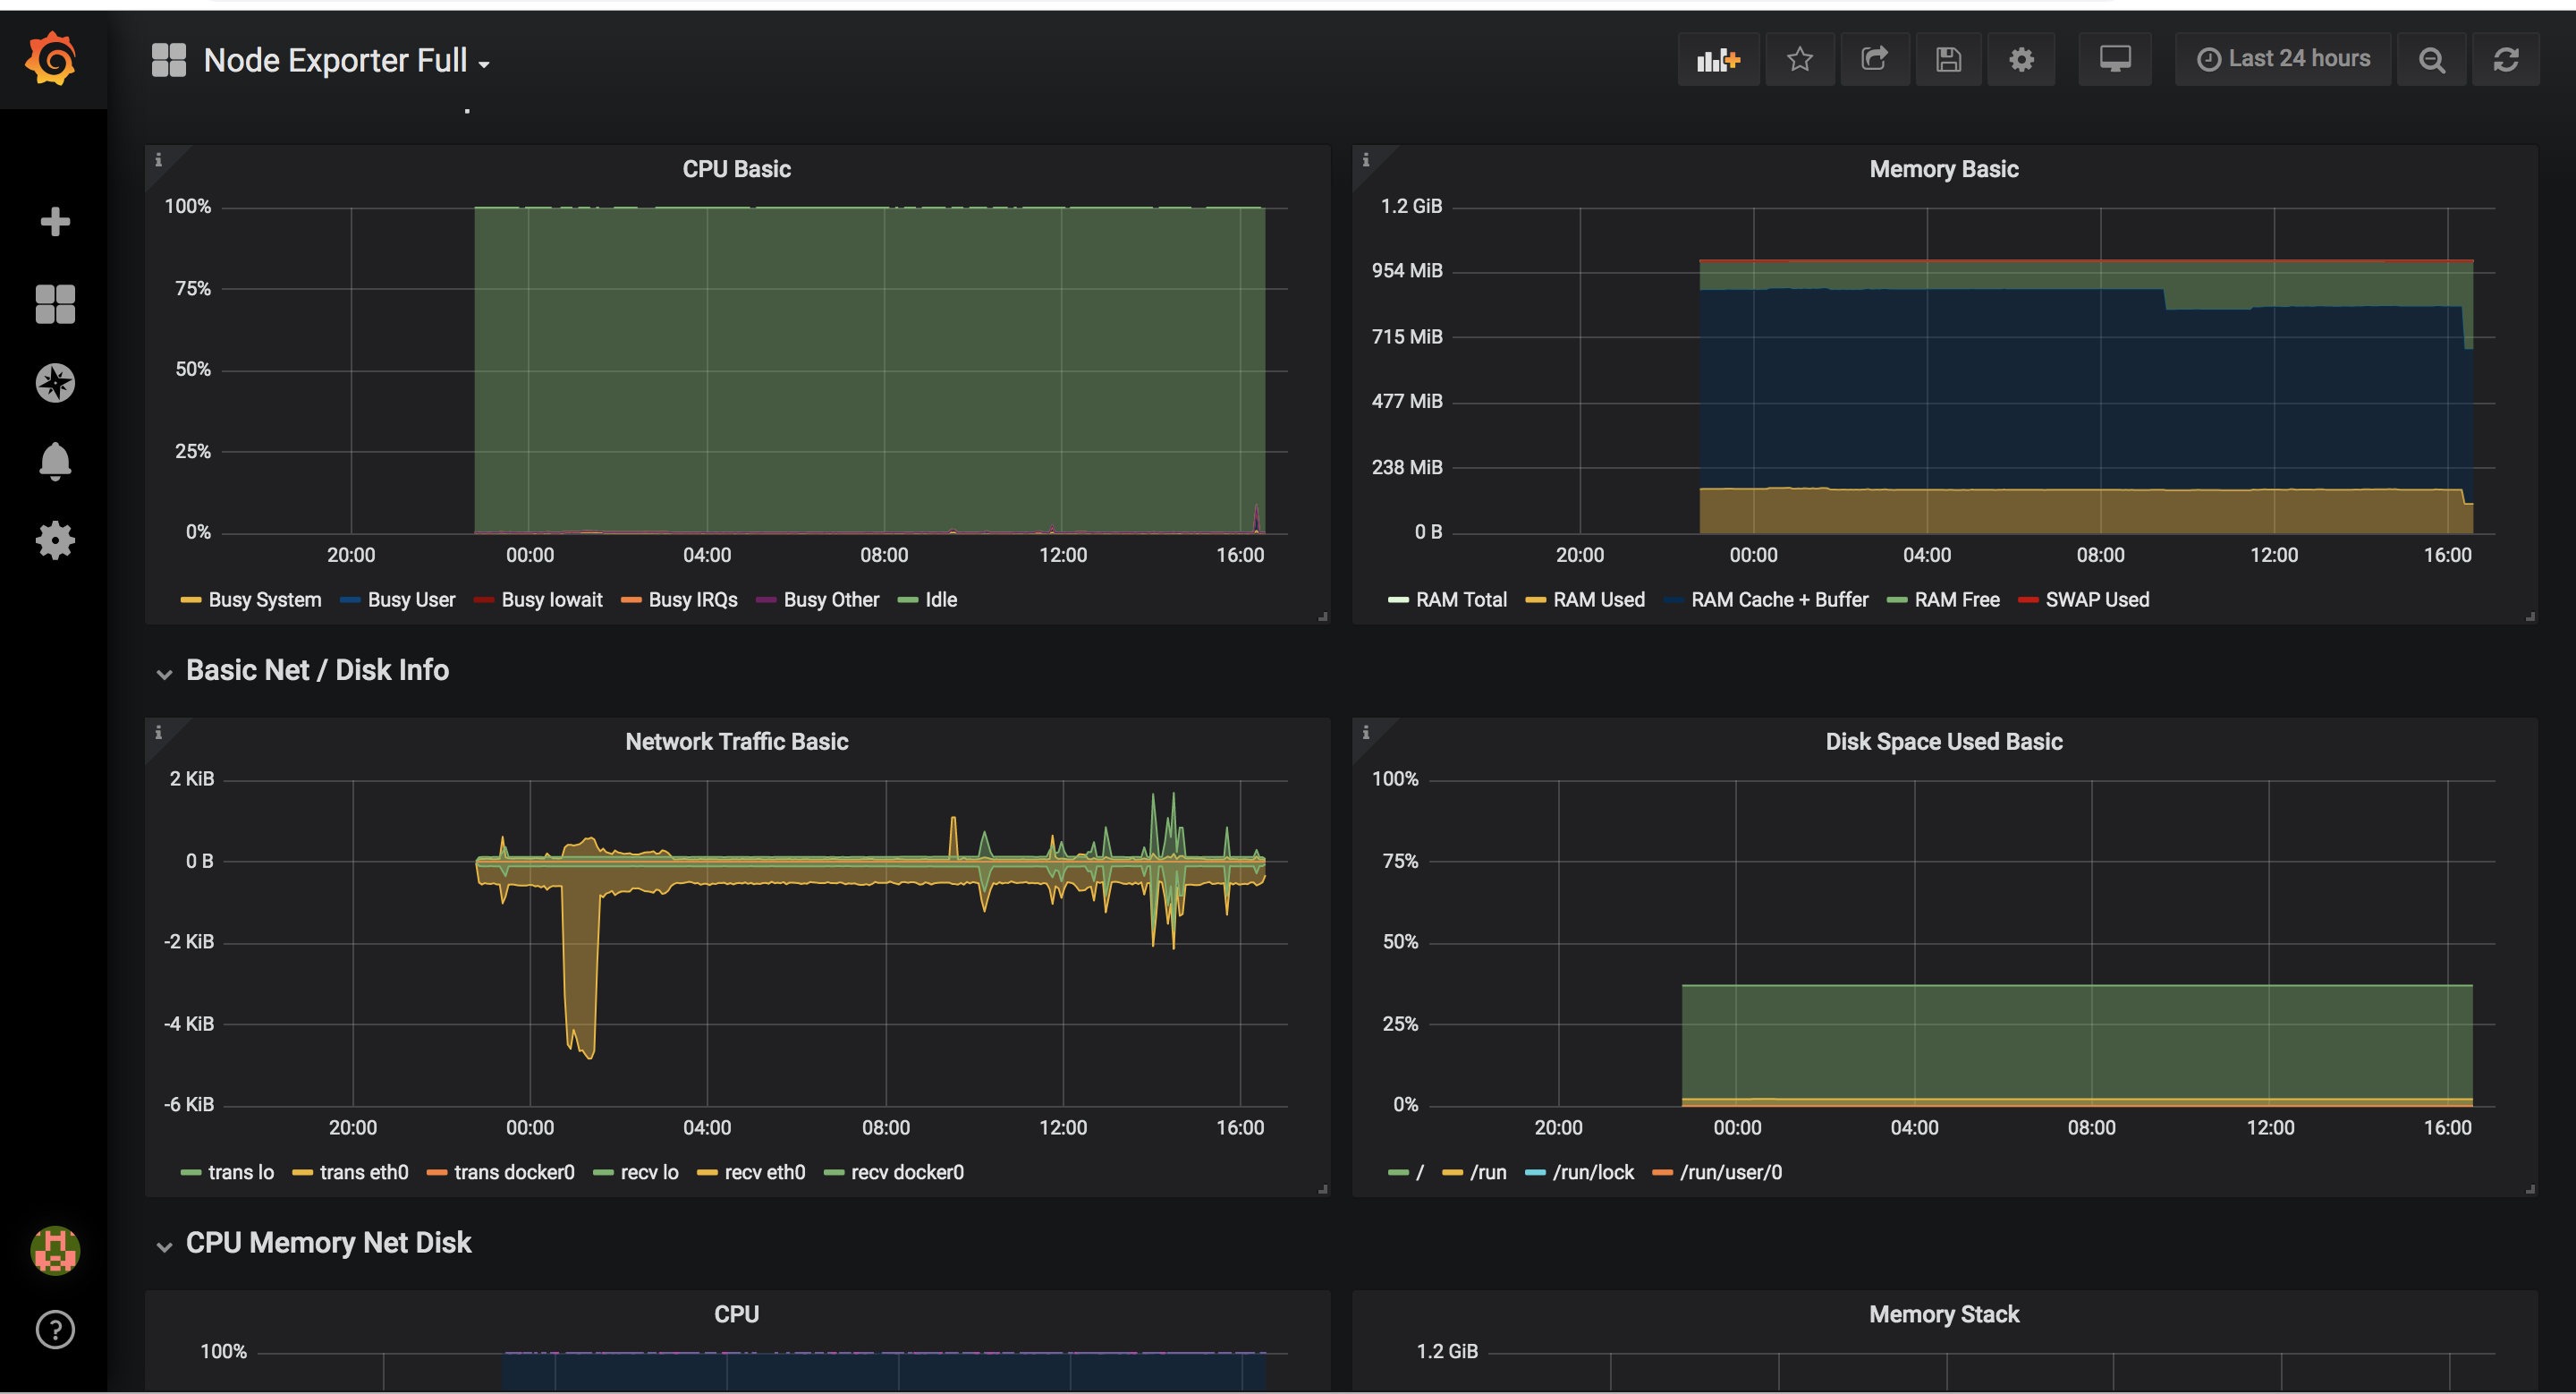 Node Exporter Full
Last 24 hours
CPU Basic
100%
75%
50%
25%
0%
20:00 00:00 04:00 08:00 12:00 16:00
Busy System Busy User Busy Iowait Busy IRQs Busy Other Idle
Memory Basic
1.2 GiB
954 MiB
715 MiB
477 MiB
238 MiB
0 B
20:00 00:00 04:00 08:00 12:00 16:00
RAM Total RAM Used RAM Cache + Buffer RAM Free SWAP Used
Basic Net / Disk Info
Network Traffic Basic
2 KiB
0 B
-2 KiB
-4 KiB
-6 KiB
20:00 00:00 04:00 08:00 12:00 16:00
trans lo trans eth0 trans docker0 recv lo recv eth0 recv docker0
Disk Space Used Basic
100%
75%
50%
25%
0%
20:00 00:00 04:00 08:00 12:00 16:00
/ /run /run/lock /run/user/0
CPU Memory Net Disk
CPU
100%
Memory Stack
1.2 GiB